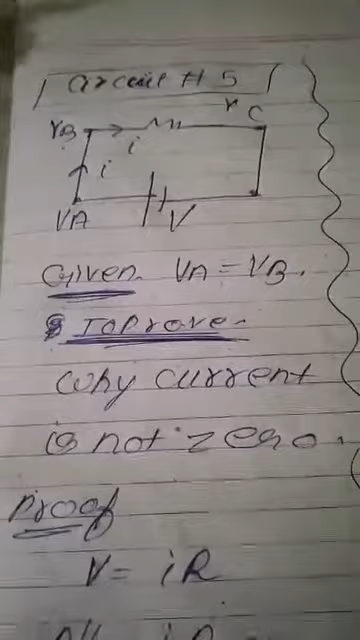 Circuit # 5
VB
r C
i
i
VA
V
Given. VA = VB.
To Prove-
Why current
is not zero.
Proof
V = iR